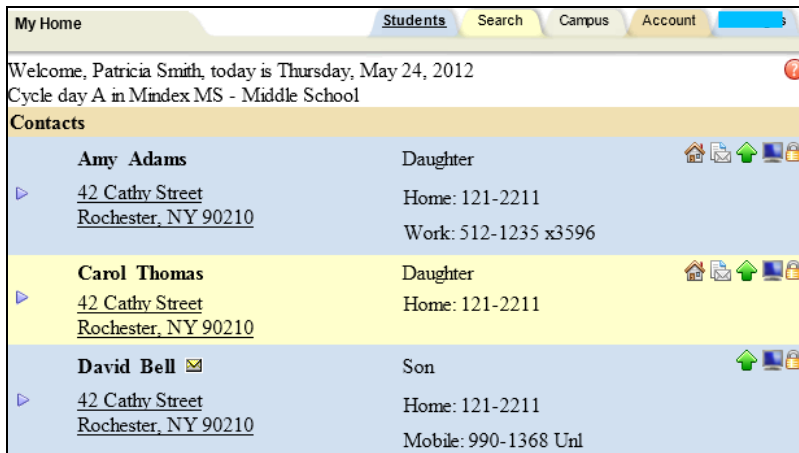 My Home Students Search Campus Account
Welcome, Patricia Smith, today is Thursday, May 24, 2012
Cycle day A in Mindex MS - Middle School
Contacts
Amy Adams Daughter
42 Cathy Street Home: 121-2211
Rochester, NY 90210
Work: 512-1235 x3596
Carol Thomas Daughter
42 Cathy Street Home: 121-2211
Rochester, NY 90210
David Bell Son
42 Cathy Street Home: 121-2211
Rochester, NY 90210
Mobile: 990-1368 Unl